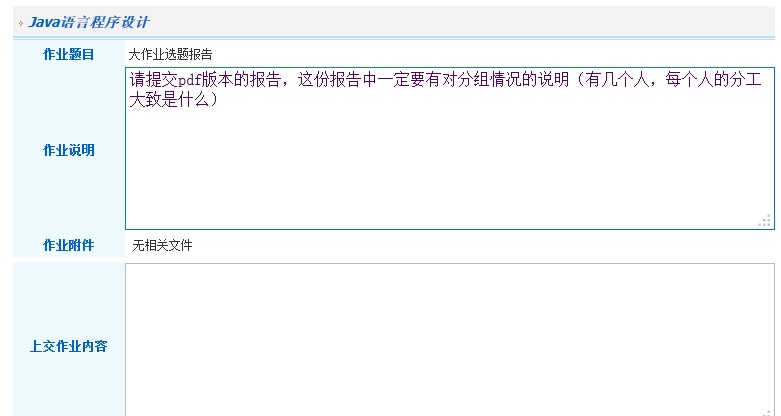 Java语言程序设计
作业题目
大作业选题报告
作业说明
请提交pdf版本的报告，这份报告中一定要有对分组情况的说明（有几个人，每个人的分工
大致是什么）
作业附件
无相关文件
上交作业内容